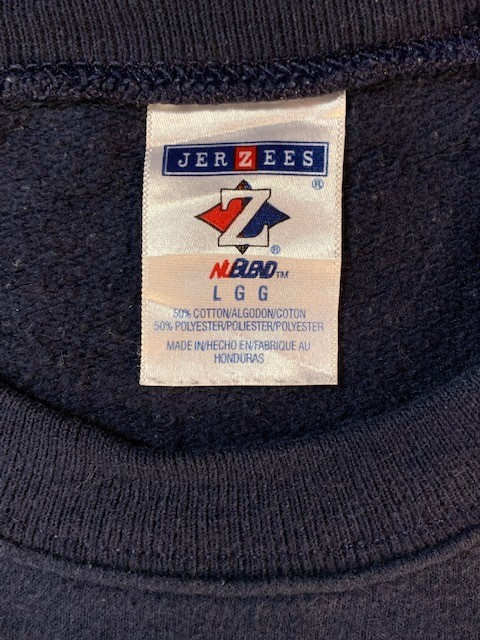 JERZEES
®
Z
®
NUBLEND™
L G G
50% COTTON/ALGODON/COTON
50% POLYESTER/POLIESTER/POLYESTER
MADE IN/HECHO EN/FABRIQUE AU
HONDURAS